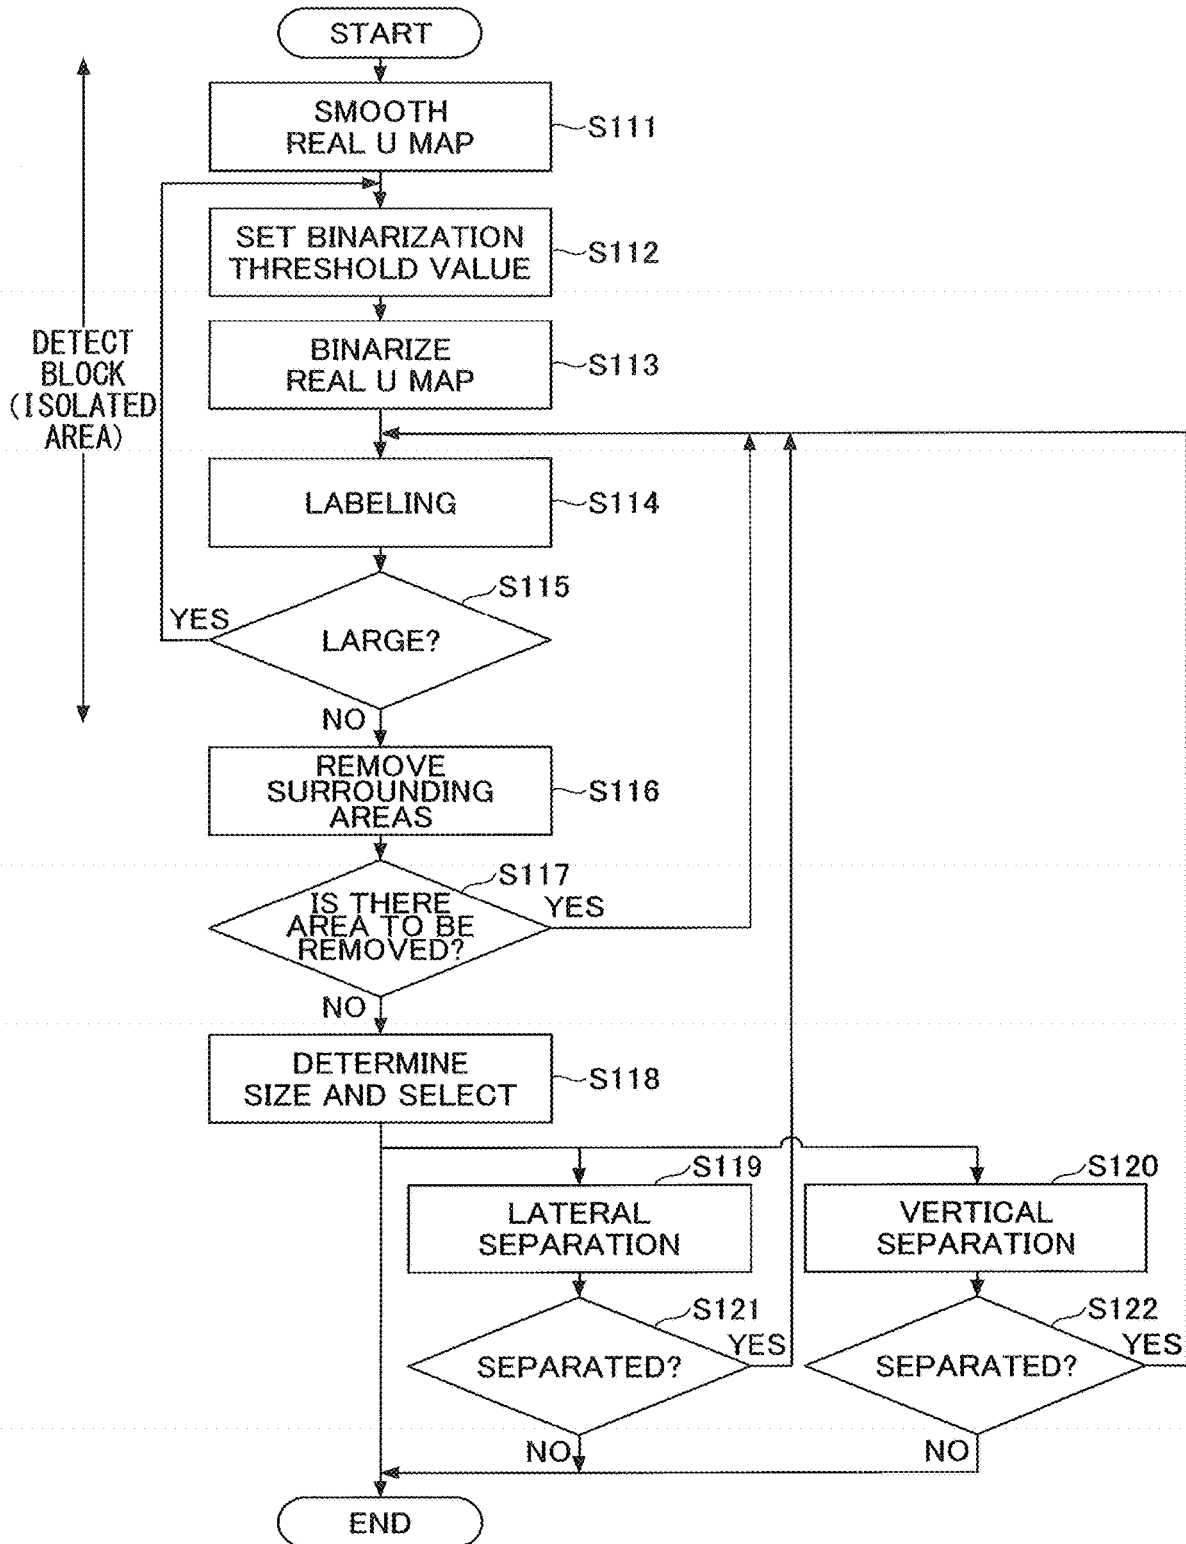 START
SMOOTH
REAL U MAP
S111
SET BINARIZATION
THRESHOLD VALUE
S112
DETECT
BLOCK
(ISOLATED
AREA)
BINARIZE
REAL U MAP
S113
LABELING
S114
S115
YES
LARGE?
NO
REMOVE
SURROUNDING
AREAS
S116
S117
IS THERE
AREA TO BE
REMOVED?
YES
NO
DETERMINE
SIZE AND SELECT
S118
S119
LATERAL
SEPARATION
S120
VERTICAL
SEPARATION
S121
SEPARATED?
YES
NO
S122
SEPARATED?
YES
NO
END